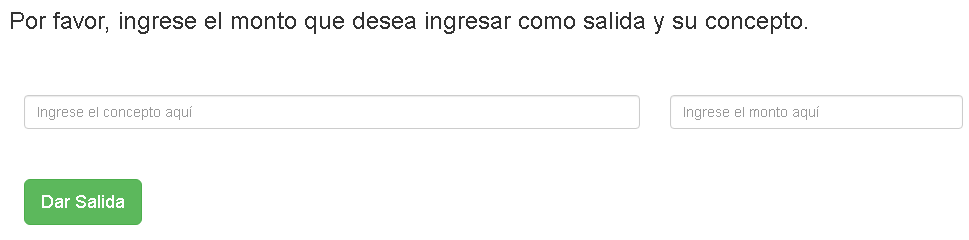 Por favor, ingrese el monto que desea ingresar como salida y su concepto.
Ingrese el concepto aquí
Ingrese el monto aquí
Dar Salida